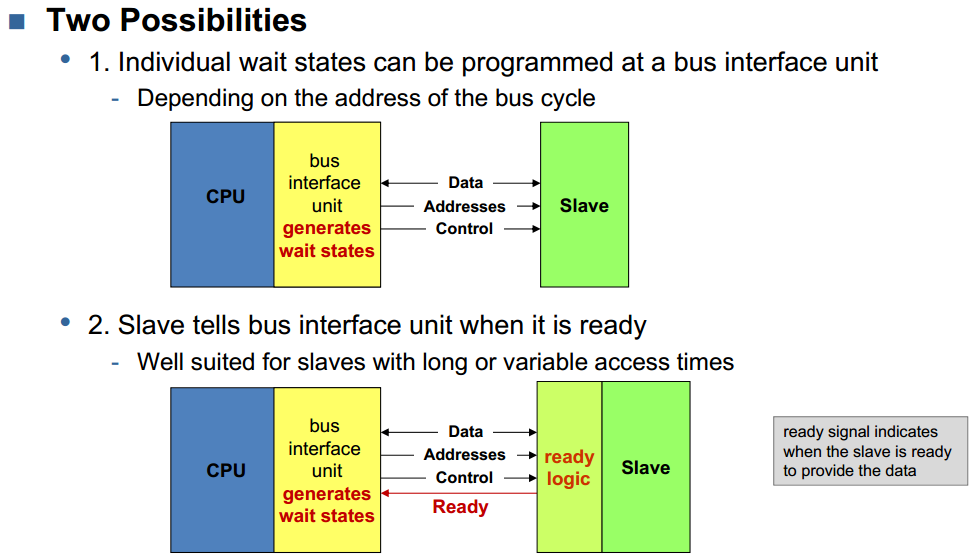 Two Possibilities
1. Individual wait states can be programmed at a bus interface unit
- Depending on the address of the bus cycle
CPU
bus
interface
unit
generates
wait states
Data
Addresses
Control
Slave
2. Slave tells bus interface unit when it is ready
- Well suited for slaves with long or variable access times
CPU
bus
interface
unit
generates
wait states
Data
Addresses
Control
Ready
ready
logic
Slave
ready signal indicates
when the slave is ready
to provide the data